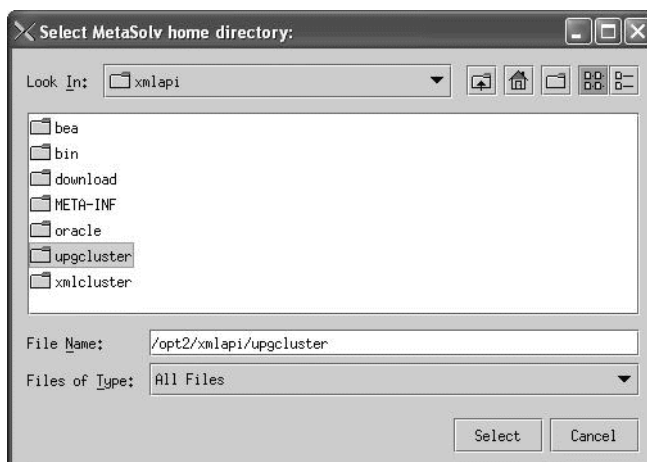 Select MetaSolv home directory:
Look In: xmlapi
bea
bin
download
META-INF
oracle
upgcluster
xmlcluster
File Name: /opt2/xmlapi/upgcluster
Files of Type: All Files
Select Cancel